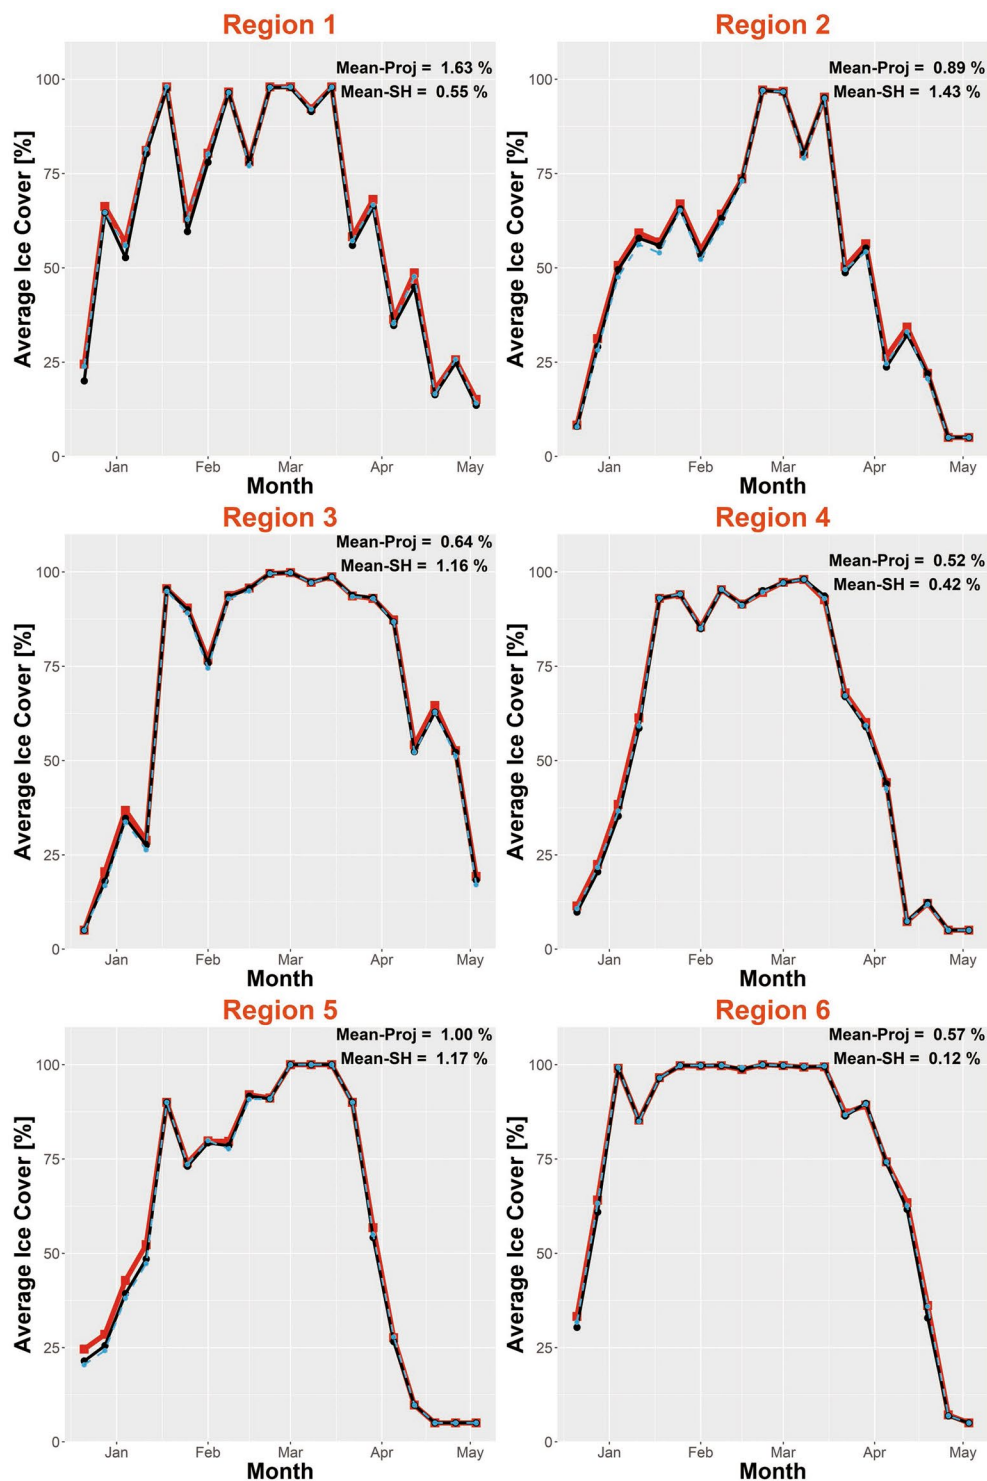 Region 1
Mean-Proj = 1.63 %
Mean-SH = 0.55 %
Average Ice Cover [%]
100
75
50
25
0
Jan Feb Mar Apr May
Month
Region 2
Mean-Proj = 0.89 %
Mean-SH = 1.43 %
Average Ice Cover [%]
100
75
50
25
0
Jan Feb Mar Apr May
Month
Region 3
Mean-Proj = 0.64 %
Mean-SH = 1.16 %
Average Ice Cover [%]
100
75
50
25
0
Jan Feb Mar Apr May
Month
Region 4
Mean-Proj = 0.52 %
Mean-SH = 0.42 %
Average Ice Cover [%]
100
75
50
25
0
Jan Feb Mar Apr May
Month
Region 5
Mean-Proj = 1.00 %
Mean-SH = 1.17 %
Average Ice Cover [%]
100
75
50
25
0
Jan Feb Mar Apr May
Month
Region 6
Mean-Proj = 0.57 %
Mean-SH = 0.12 %
Average Ice Cover [%]
100
75
50
25
0
Jan Feb Mar Apr May
Month